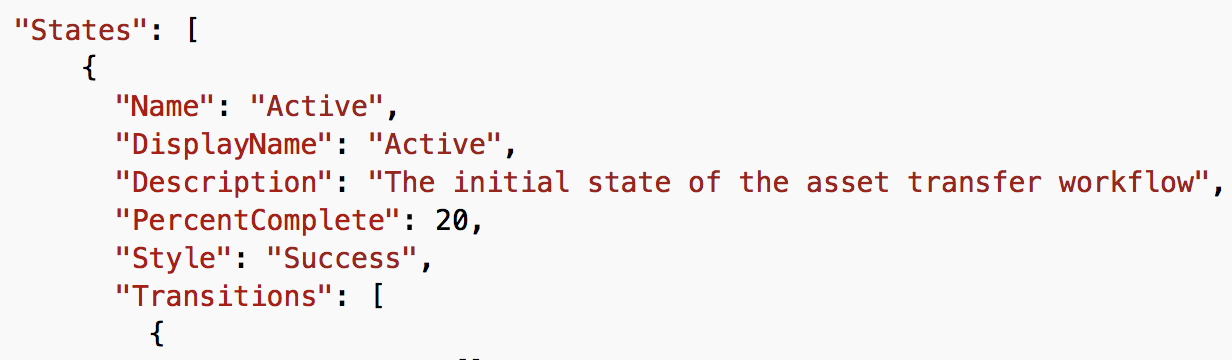 "States": [
{
"Name": "Active",
"DisplayName": "Active",
"Description": "The initial state of the asset transfer workflow",
"PercentComplete": 20,
"Style": "Success",
"Transitions": [
{